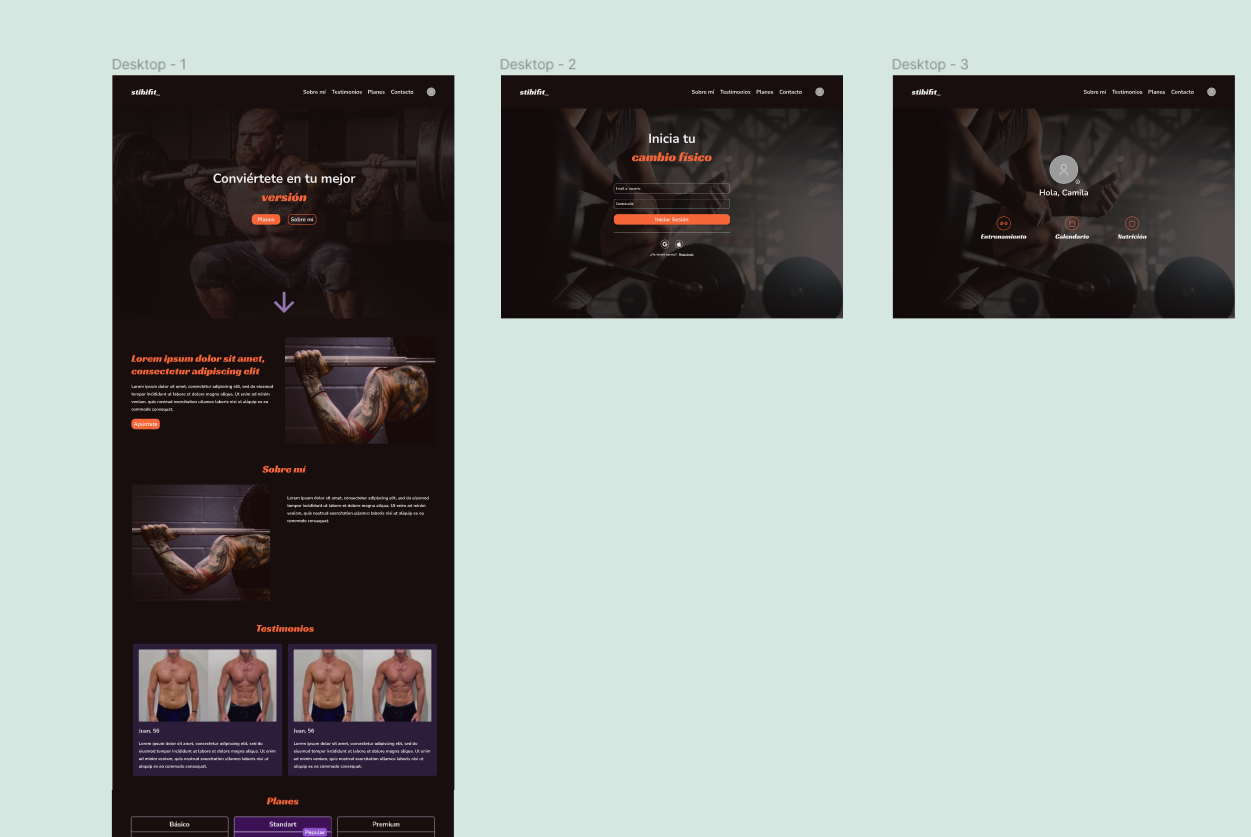 Desktop - 1
stibifit_
Sobre mí Testimonios Planes Contacto
Conviértete en tu mejor
versión
Planes Sobre mí
Lorem ipsum dolor sit amet,
consectetur adipiscing elit
Lorem ipsum dolor sit amet, consectetur adipiscing elit, sed do eiusmod
tempor incididunt ut labore et dolore magna aliqua. Ut enim ad minim
veniam, quis nostrud exercitation ullamco laboris nisi ut aliquip ex ea
commodo consequat.
Apúntate
Sobre mí
Lorem ipsum dolor sit amet, consectetur adipiscing elit, sed do eiusmod
tempor incididunt ut labore et dolore magna aliqua. Ut enim ad minim
veniam, quis nostrud exercitation ullamco laboris nisi ut aliquip ex ea
commodo consequat.
Testimonios
Juan, 56
Lorem ipsum dolor sit amet, consectetur adipiscing elit, sed do
eiusmod tempor incididunt ut labore et dolore magna aliqua. Ut enim
ad minim veniam, quis nostrud exercitation ullamco laboris nisi ut
aliquip ex ea commodo consequat.
Juan, 56
Lorem ipsum dolor sit amet, consectetur adipiscing elit, sed do
eiusmod tempor incididunt ut labore et dolore magna aliqua. Ut enim
ad minim veniam, quis nostrud exercitation ullamco laboris nisi ut
aliquip ex ea commodo consequat.
Planes
Básico Standart Premium
Popular
Desktop - 2
stibifit_
Sobre mí Testimonios Planes Contacto
Inicia tu
cambio físico
Email o usuario
Contraseña
Iniciar Sesión
G
Desktop - 3
stibifit_
Sobre mí Testimonios Planes Contacto
Hola, Camila
Entrenamiento Calendario Nutrición